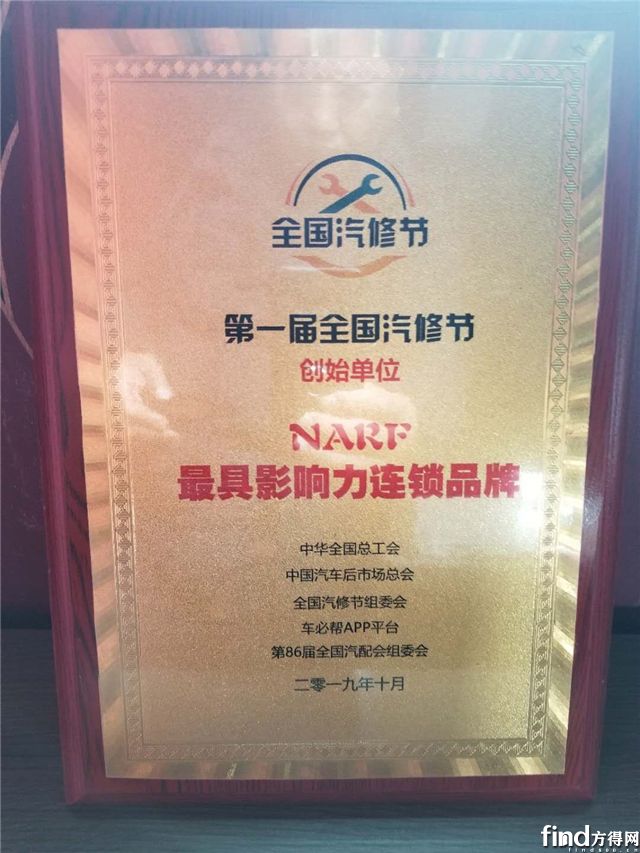 全国汽修节
第一届全国汽修节
创始单位
NARF
最具影响力连锁品牌
中华全国总工会
中国汽车后市场总会
全国汽修节组委会
车必帮APP平台
第86届全国汽配会组委会
二零一九年十月
find方得网
find800.cn